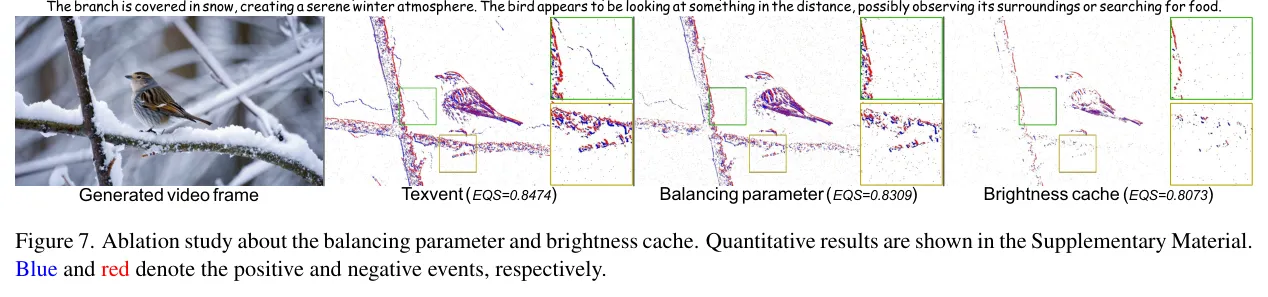 The branch is covered in snow, creating a serene winter atmosphere. The bird appears to be looking at something in the distance, possibly observing its surroundings or searching for food.
Generated video frame
Texvent (EQS=0.8474)
Balancing parameter (EQS=0.8309)
Brightness cache (EQS=0.8073)
Figure 7. Ablation study about the balancing parameter and brightness cache. Quantitative results are shown in the Supplementary Material.
Blue and red denote the positive and negative events, respectively.